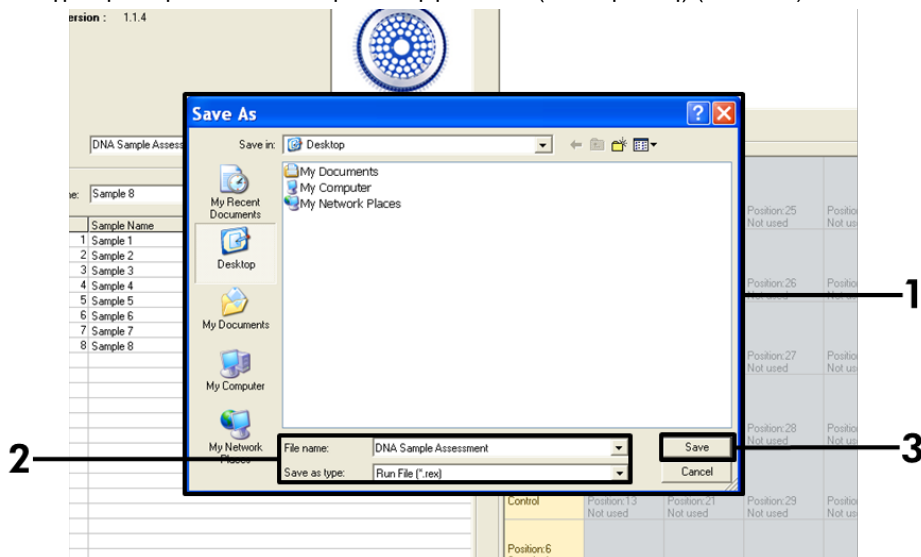 ersion : 1.1.4
Save As
DNA Sample Assess
Save in: Desktop
My Documents
My Computer
My Network Places
My Recent
Documents
Desktop
My Documents
My Computer
My Network
Places
Sample 8
Sample Name
1 Sample 1
2 Sample 2
3 Sample 3
4 Sample 4
5 Sample 5
6 Sample 6
7 Sample 7
8 Sample 8
File name: DNA Sample Assessment
Save as type: Run File (*.rex)
Save
Cancel
Position:25
Not used
Position:26
Position:27
Not used
Position:28
Not used
Control
Position:13
Not used
Position:21
Not used
Position:29
Not used
Position:6
1
2
3